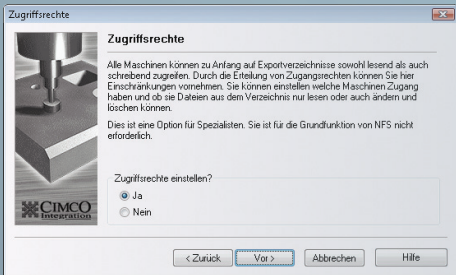 Zugriffsrechte
Zugriffsrechte
Alle Maschinen können zu Anfang auf Exportverzeichnisse sowohl lesend als auch
schreibend zugreifen. Durch die Erteilung von Zugangsrechten können Sie hier
Einschränkungen vornehmen. Sie können einstellen welche Maschinen Zugang
haben und ob sie Dateien aus dem Verzeichnis nur lesen oder auch ändern und
löschen können.
Dies ist eine Option für Spezialisten. Sie ist für die Grundfunktion von NFS nicht
erforderlich.
Zugriffsrechte einstellen?
Ja
Nein
CIMCO
Integration
< Zurück
Vor >
Abbrechen
Hilfe